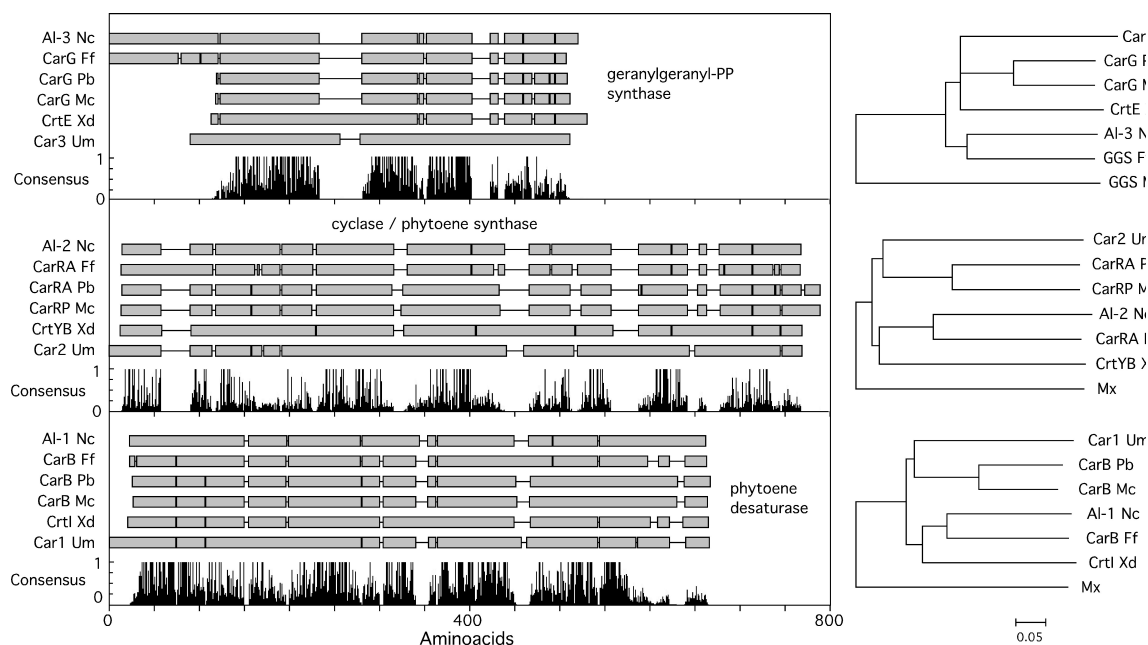 Al-3 Nc
CarG Ff
CarG Pb
CarG Mc
CrtE Xd
Car3 Um
geranylgeranyl-PP
synthase
1
Consensus
0
cyclase / phytoene synthase
Al-2 Nc
CarRA Ff
CarRA Pb
CarRP Mc
CrtYB Xd
Car2 Um
1
Consensus
0
Al-1 Nc
CarB Ff
CarB Pb
CarB Mc
CrtI Xd
Car1 Um
phytoene
desaturase
1
Consensus
0
0 400 800
Aminoacids
Car
CarG
CarG
CrtE
Al-3
GGS
GGS
Car2
CarRA
CarRP
Al-2
CarRA
CrtYB
Mx
Car1 Um
CarB Pb
CarB Mc
Al-1 Nc
CarB Ff
CrtI Xd
Mx
0.05